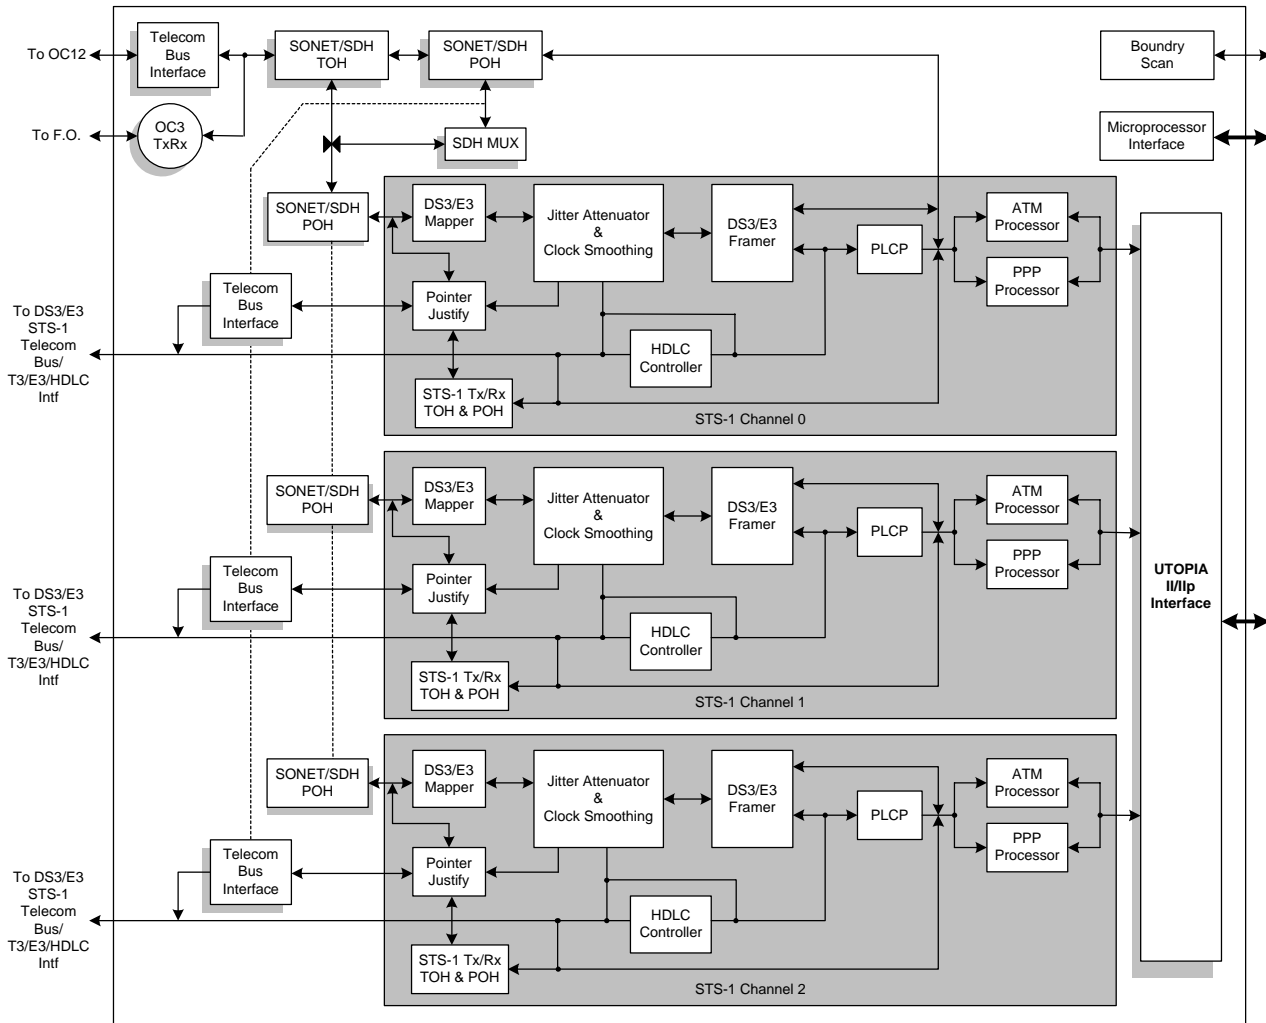 To OC12
Telecom
Bus
Interface
SONET/SDH
TOH
SONET/SDH
POH
Boundry
Scan
To F.O.
OC3
TxRx
SDH MUX
Microprocessor
Interface
SONET/SDH
POH
DS3/E3
Mapper
Jitter Attenuator
&
Clock Smoothing
DS3/E3
Framer
PLCP
ATM
Processor
PPP
Processor
Telecom
Bus
Interface
Pointer
Justify
To DS3/E3
STS-1
Telecom
Bus/
T3/E3/HDLC
Intf
HDLC
Controller
STS-1 Tx/Rx
TOH & POH
STS-1 Channel 0
SONET/SDH
POH
DS3/E3
Mapper
Jitter Attenuator
&
Clock Smoothing
DS3/E3
Framer
PLCP
ATM
Processor
PPP
Processor
Telecom
Bus
Interface
Pointer
Justify
To DS3/E3
STS-1
Telecom
Bus/
T3/E3/HDLC
Intf
HDLC
Controller
STS-1 Tx/Rx
TOH & POH
STS-1 Channel 1
UTOPIA
II/IIp
Interface
SONET/SDH
POH
DS3/E3
Mapper
Jitter Attenuator
&
Clock Smoothing
DS3/E3
Framer
PLCP
ATM
Processor
PPP
Processor
Telecom
Bus
Interface
Pointer
Justify
To DS3/E3
STS-1
Telecom
Bus/
T3/E3/HDLC
Intf
HDLC
Controller
STS-1 Tx/Rx
TOH & POH
STS-1 Channel 2